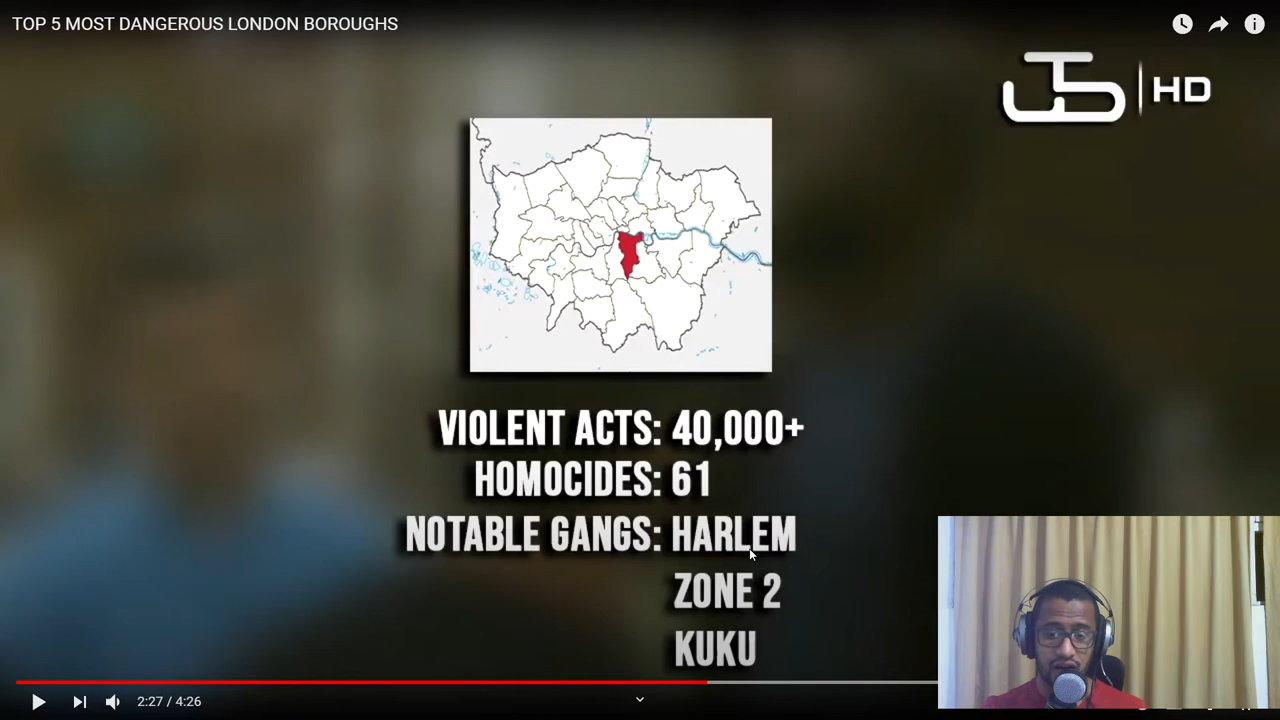 TOP 5 MOST DANGEROUS LONDON BOROUGHS
JTS | HD
VIOLENT ACTS: 40,000+
HOMOCIDES: 61
NOTABLE GANGS: HARLEM
ZONE 2
KUKU
2:27 / 4:26